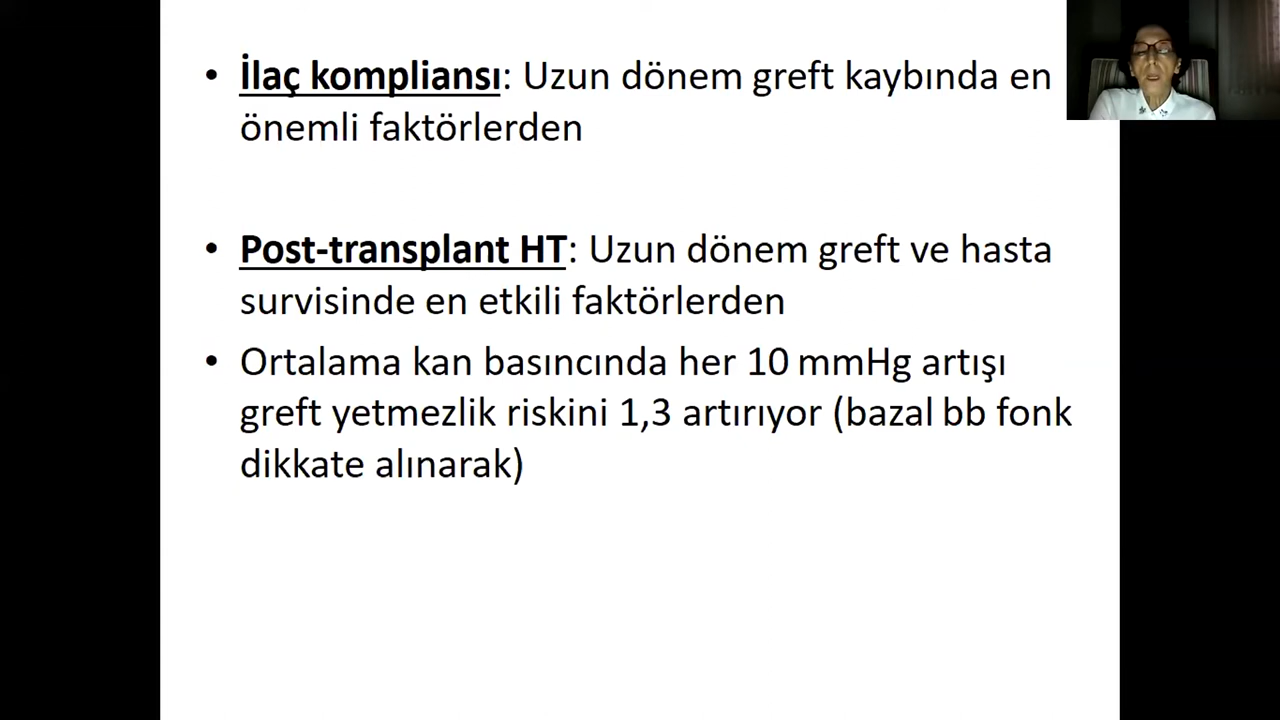 • İlaç kompliansı: Uzun dönem greft kaybında en
önemli faktörlerden
• Post-transplant HT: Uzun dönem greft ve hasta
survisinde en etkili faktörlerden
• Ortalama kan basıncında her 10 mmHg artışı
greft yetmezlik riskini 1,3 artırıyor (bazal bb fonk
dikkate alınarak)